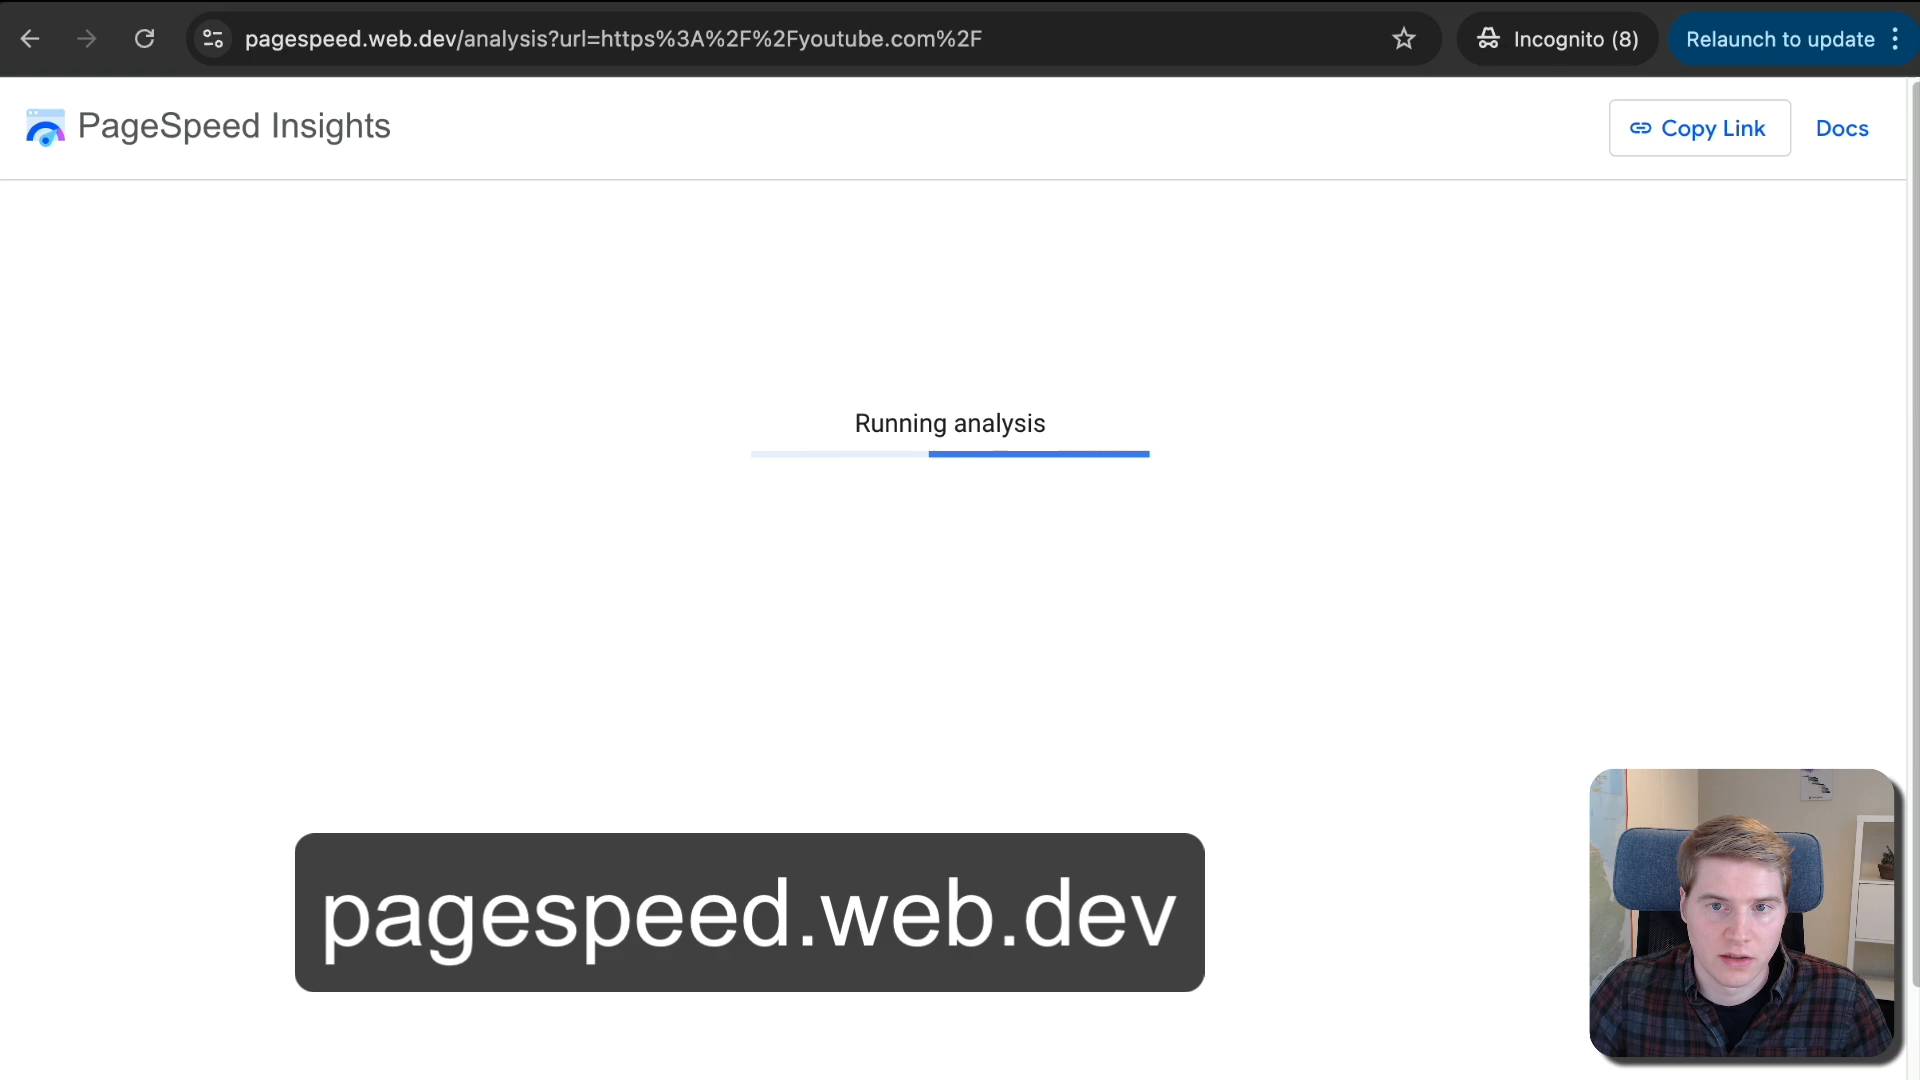 pagespeed.web.dev/analysis?url=https%3A%2F%2Fyoutube.com%2F
Incognito (8)
Relaunch to update
PageSpeed Insights
Copy Link
Docs
Running analysis
pagespeed.web.dev